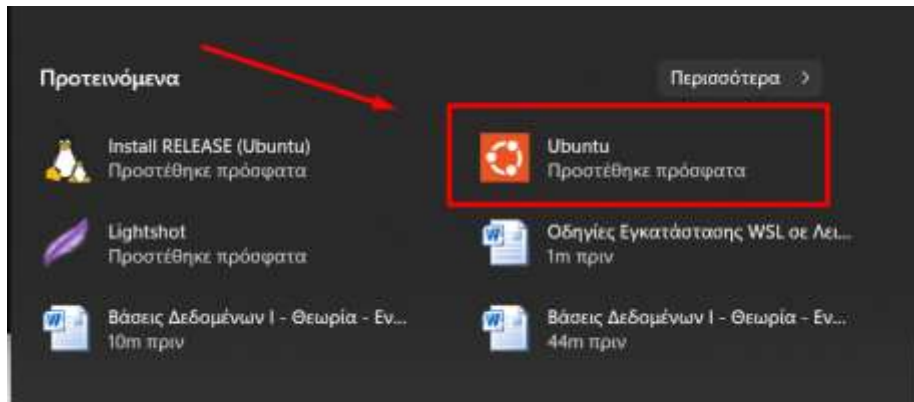 Προτεινόμενα
Περισσότερα >
Install RELEASE (Ubuntu)
Προστέθηκε πρόσφατα
Ubuntu
Προστέθηκε πρόσφατα
Lightshot
Προστέθηκε πρόσφατα
Οδηγίες Εγκατάστασης WSL σε Λει...
1m πριν
Βάσεις Δεδομένων Ι - Θεωρία - Εν...
10m πριν
Βάσεις Δεδομένων Ι - Θεωρία - Εν...
44m πριν